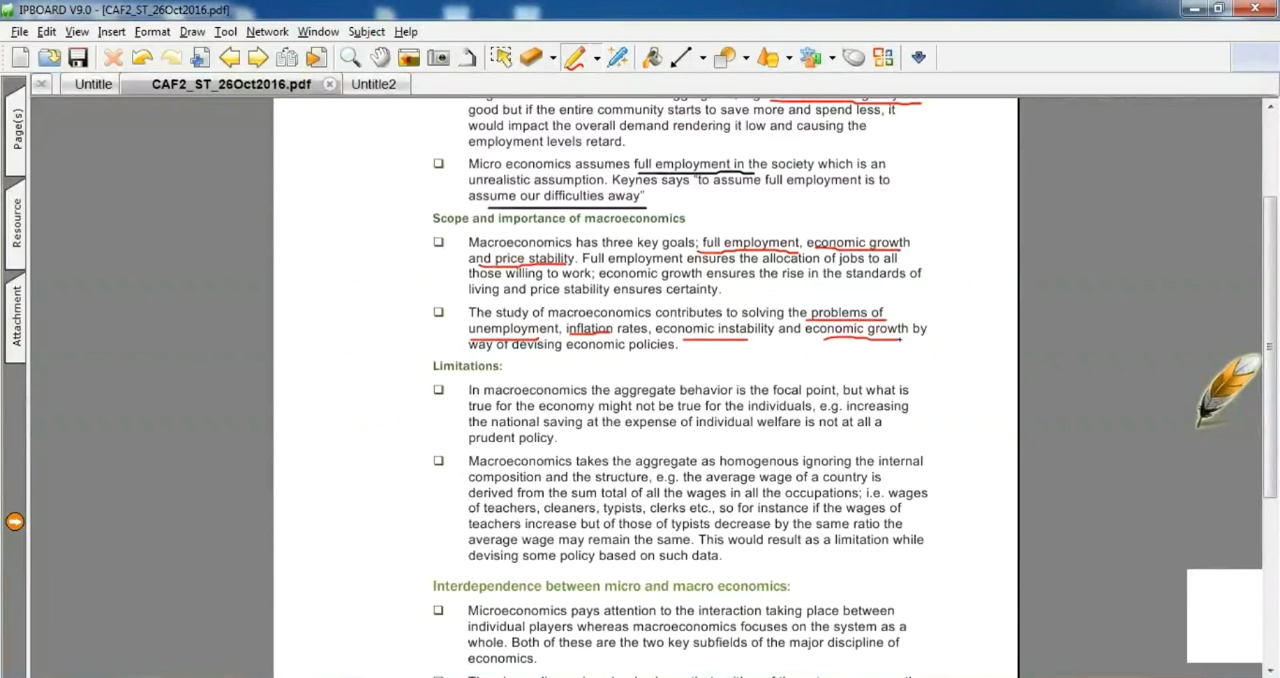 IPBOARD V9.0 - [CAF2_ST_26Oct2016.pdf]
File Edit View Insert Format Draw Tool Network Window Subject Help
Untitle CAF2_ST_26Oct2016.pdf Untitle2
Page(s)
Resource
Attachment
good but if the entire community starts to save more and spend less, it
would impact the overall demand rendering it low and causing the
employment levels retard.
❑ Micro economics assumes full employment in the society which is an
unrealistic assumption. Keynes says "to assume full employment is to
assume our difficulties away"
Scope and importance of macroeconomics
❑ Macroeconomics has three key goals; full employment, economic growth
and price stability. Full employment ensures the allocation of jobs to all
those willing to work; economic growth ensures the rise in the standards of
living and price stability ensures certainty.
❑ The study of macroeconomics contributes to solving the problems of
unemployment, inflation rates, economic instability and economic growth by
way of devising economic policies.
Limitations:
❑ In macroeconomics the aggregate behavior is the focal point, but what is
true for the economy might not be true for the individuals, e.g. increasing
the national saving at the expense of individual welfare is not at all a
prudent policy.
❑ Macroeconomics takes the aggregate as homogenous ignoring the internal
composition and the structure, e.g. the average wage of a country is
derived from the sum total of all the wages in all the occupations; i.e. wages
of teachers, cleaners, typists, clerks etc., so for instance if the wages of
teachers increase but of those of typists decrease by the same ratio the
average wage may remain the same. This would result as a limitation while
devising some policy based on such data.
Interdependence between micro and macro economics:
❑ Microeconomics pays attention to the interaction taking place between
individual players whereas macroeconomics focuses on the system as a
whole. Both of these are the two key subfields of the major discipline of
economics.